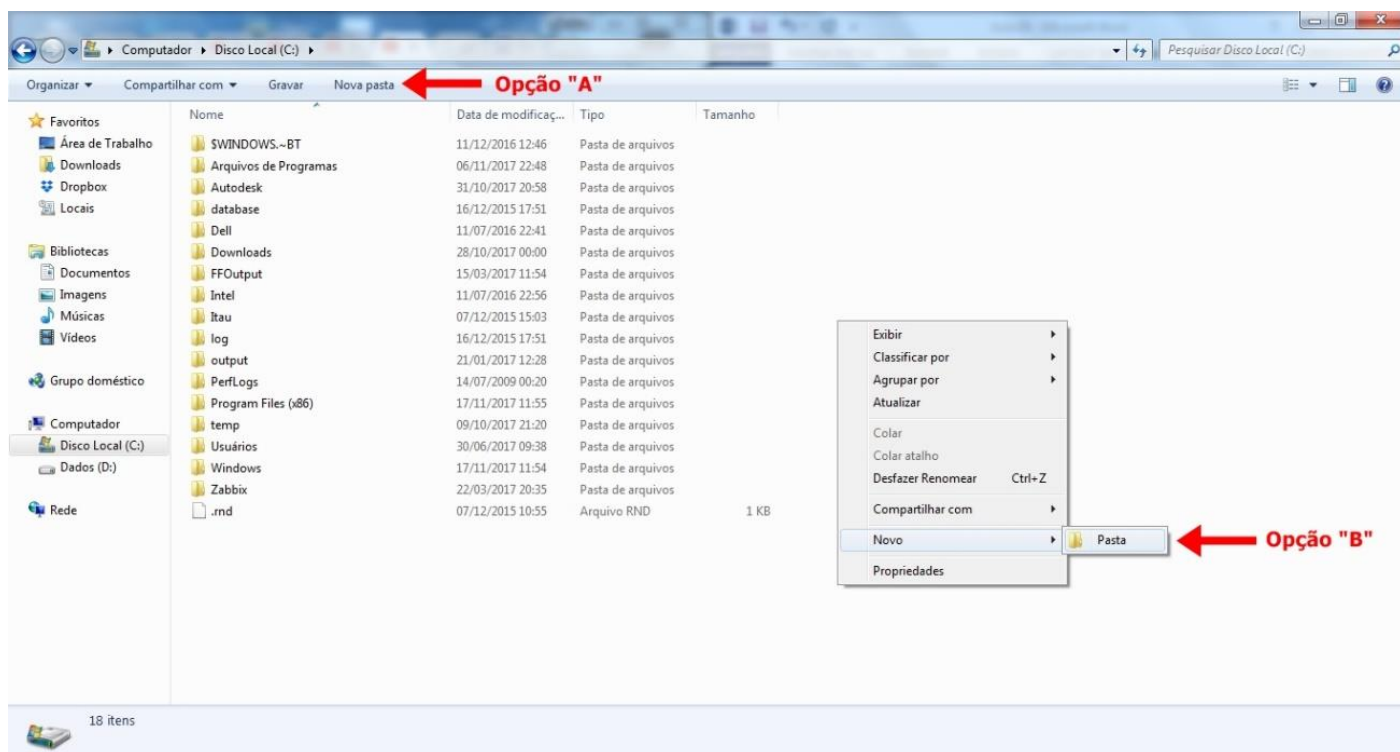 Computador Disco Local (C:)
Pesquisar Disco Local (C:)
Organizar Compartilhar com Gravar Nova pasta Opção "A"
Favoritos
Área de Trabalho
Downloads
Dropbox
Locais
Bibliotecas
Documentos
Imagens
Músicas
Vídeos
Grupo doméstico
Computador
Disco Local (C:)
Dados (D:)
Rede
Nome Data de modificaç... Tipo Tamanho
$WINDOWS.~BT 11/12/2016 12:46 Pasta de arquivos
Arquivos de Programas 06/11/2017 22:48 Pasta de arquivos
Autodesk 31/10/2017 20:58 Pasta de arquivos
database 16/12/2015 17:51 Pasta de arquivos
Dell 11/07/2016 22:41 Pasta de arquivos
Downloads 28/10/2017 00:00 Pasta de arquivos
FFOutput 15/03/2017 11:54 Pasta de arquivos
Intel 11/07/2016 22:56 Pasta de arquivos
Itau 07/12/2015 15:03 Pasta de arquivos
log 16/12/2015 17:51 Pasta de arquivos
output 21/01/2017 12:28 Pasta de arquivos
PerfLogs 14/07/2009 00:20 Pasta de arquivos
Program Files (x86) 17/11/2017 11:55 Pasta de arquivos
temp 09/10/2017 21:20 Pasta de arquivos
Usuários 30/06/2017 09:38 Pasta de arquivos
Windows 17/11/2017 11:54 Pasta de arquivos
Zabbix 22/03/2017 20:35 Pasta de arquivos
.rnd 07/12/2015 10:55 Arquivo RND 1 KB
Exibir
Classificar por
Agrupar por
Atualizar
Colar
Colar atalho
Desfazer Renomear Ctrl+Z
Compartilhar com
Novo
Pasta
Opção "B"
Propriedades
18 itens